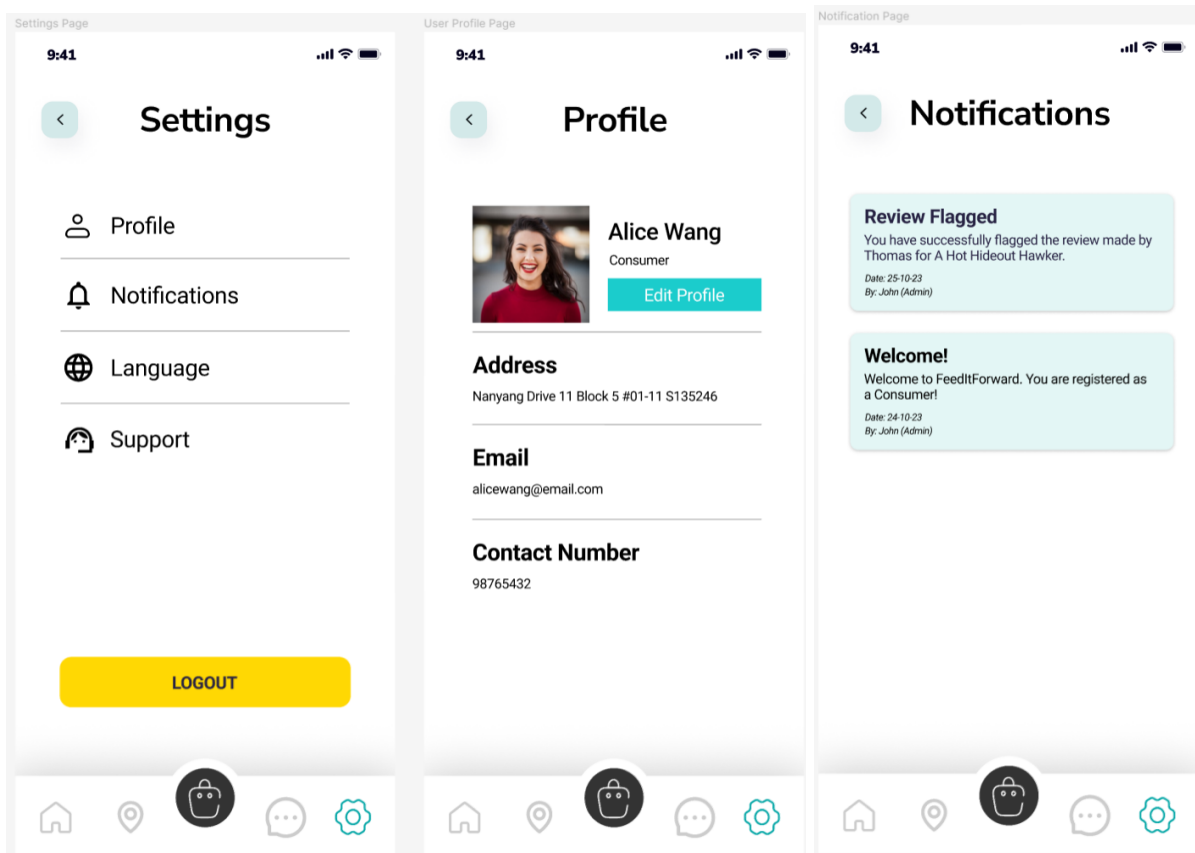 Settings Page
9:41
Settings
Profile
Notifications
Language
Support
LOGOUT
User Profile Page
9:41
Profile
Alice Wang
Consumer
Edit Profile
Address
Nanyang Drive 11 Block 5 #01-11 S135246
Email
alicewang@email.com
Contact Number
98765432
Notification Page
9:41
Notifications
Review Flagged
You have successfully flagged the review made by
Thomas for A Hot Hideout Hawker.
Date: 25-10-23
By: John (Admin)
Welcome!
Welcome to FeedItForward. You are registered as
a Consumer!
Date: 24-10-23
By: John (Admin)